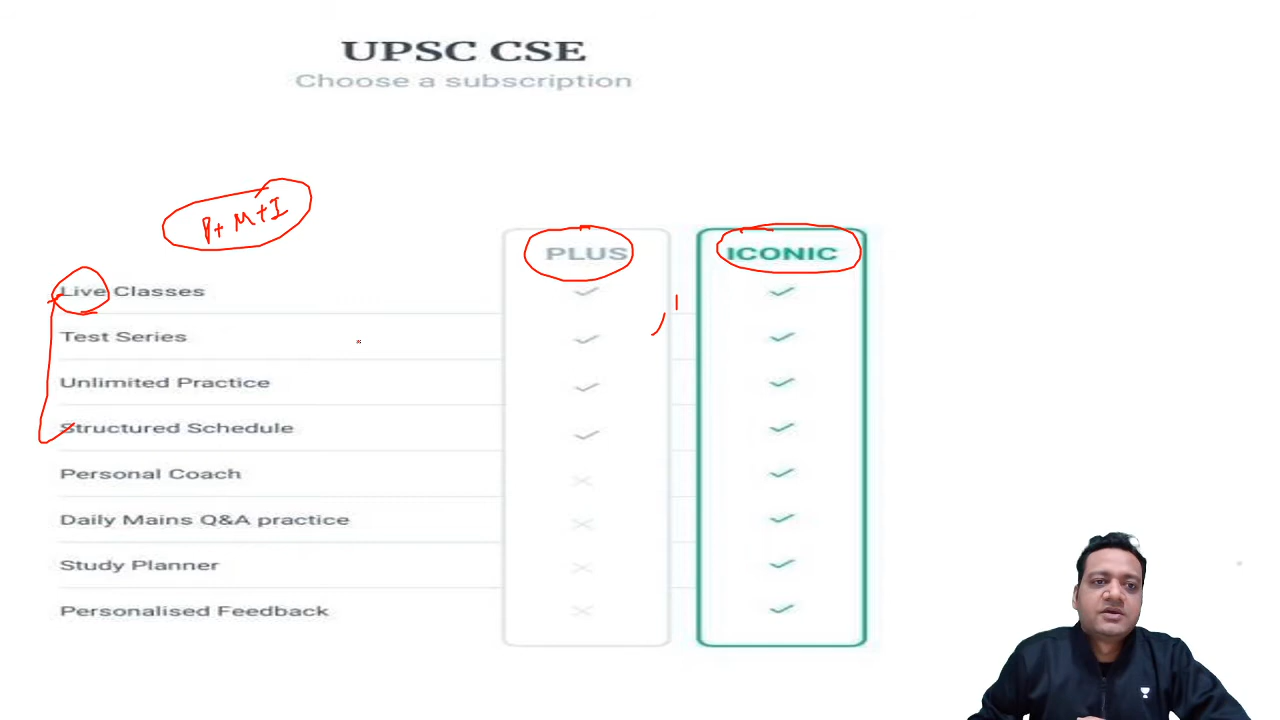 UPSC CSE
Choose a subscription
P+ M+I
PLUS
ICONIC
Live Classes
Test Series
Unlimited Practice
Structured Schedule
Personal Coach
Daily Mains Q&A practice
Study Planner
Personalised Feedback